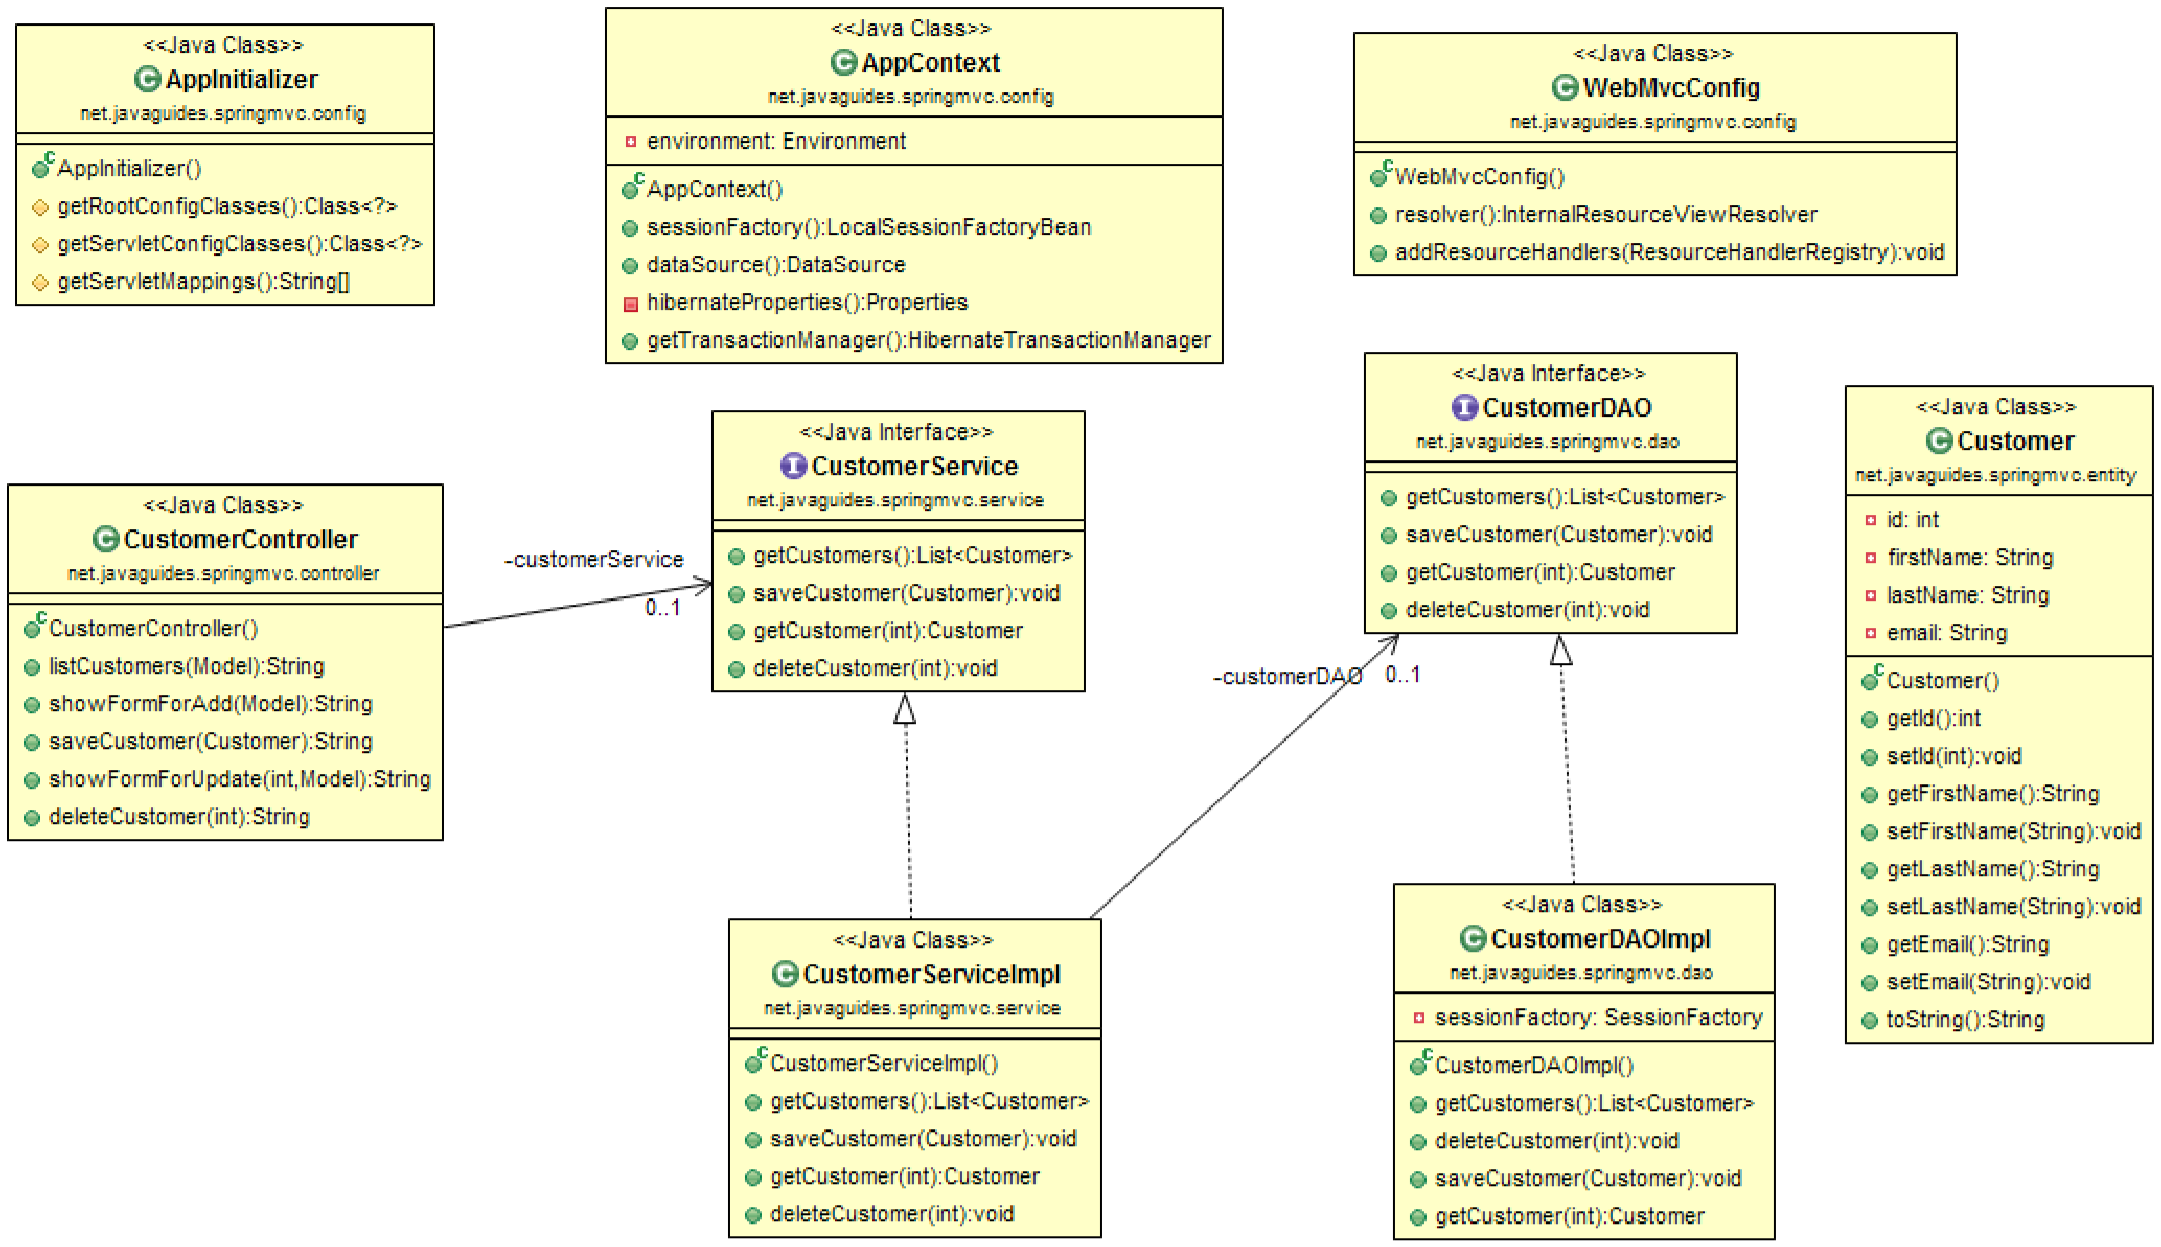 <<Java Class>>
AppInitializer
net.javaguides.springmvc.config
AppInitializer()
getRootConfigClasses():Class<?>
getServletConfigClasses():Class<?>
getServletMappings():String[]
<<Java Class>>
AppContext
net.javaguides.springmvc.config
environment: Environment
AppContext()
sessionFactory():LocalSessionFactoryBean
dataSource():DataSource
hibernateProperties():Properties
getTransactionManager():HibernateTransactionManager
<<Java Class>>
WebMvcConfig
net.javaguides.springmvc.config
WebMvcConfig()
resolver():InternalResourceViewResolver
addResourceHandlers(ResourceHandlerRegistry):void
<<Java Class>>
CustomerController
net.javaguides.springmvc.controller
CustomerController()
listCustomers(Model):String
showFormForAdd(Model):String
saveCustomer(Customer):String
showFormForUpdate(int,Model):String
deleteCustomer(int):String
-customerService
0..1
<<Java Interface>>
CustomerService
net.javaguides.springmvc.service
getCustomers():List<Customer>
saveCustomer(Customer):void
getCustomer(int):Customer
deleteCustomer(int):void
<<Java Interface>>
CustomerDAO
net.javaguides.springmvc.dao
getCustomers():List<Customer>
saveCustomer(Customer):void
getCustomer(int):Customer
deleteCustomer(int):void
-customerDAO
0..1
<<Java Class>>
Customer
net.javaguides.springmvc.entity
id: int
firstName: String
lastName: String
email: String
Customer()
getId():int
setId(int):void
getFirstName():String
setFirstName(String):void
getLastName():String
setLastName(String):void
getEmail():String
setEmail(String):void
toString():String
<<Java Class>>
CustomerServiceImpl
net.javaguides.springmvc.service
CustomerServiceImpl()
getCustomers():List<Customer>
saveCustomer(Customer):void
getCustomer(int):Customer
deleteCustomer(int):void
<<Java Class>>
CustomerDAOImpl
net.javaguides.springmvc.dao
sessionFactory: SessionFactory
CustomerDAOImpl()
getCustomers():List<Customer>
deleteCustomer(int):void
saveCustomer(Customer):void
getCustomer(int):Customer